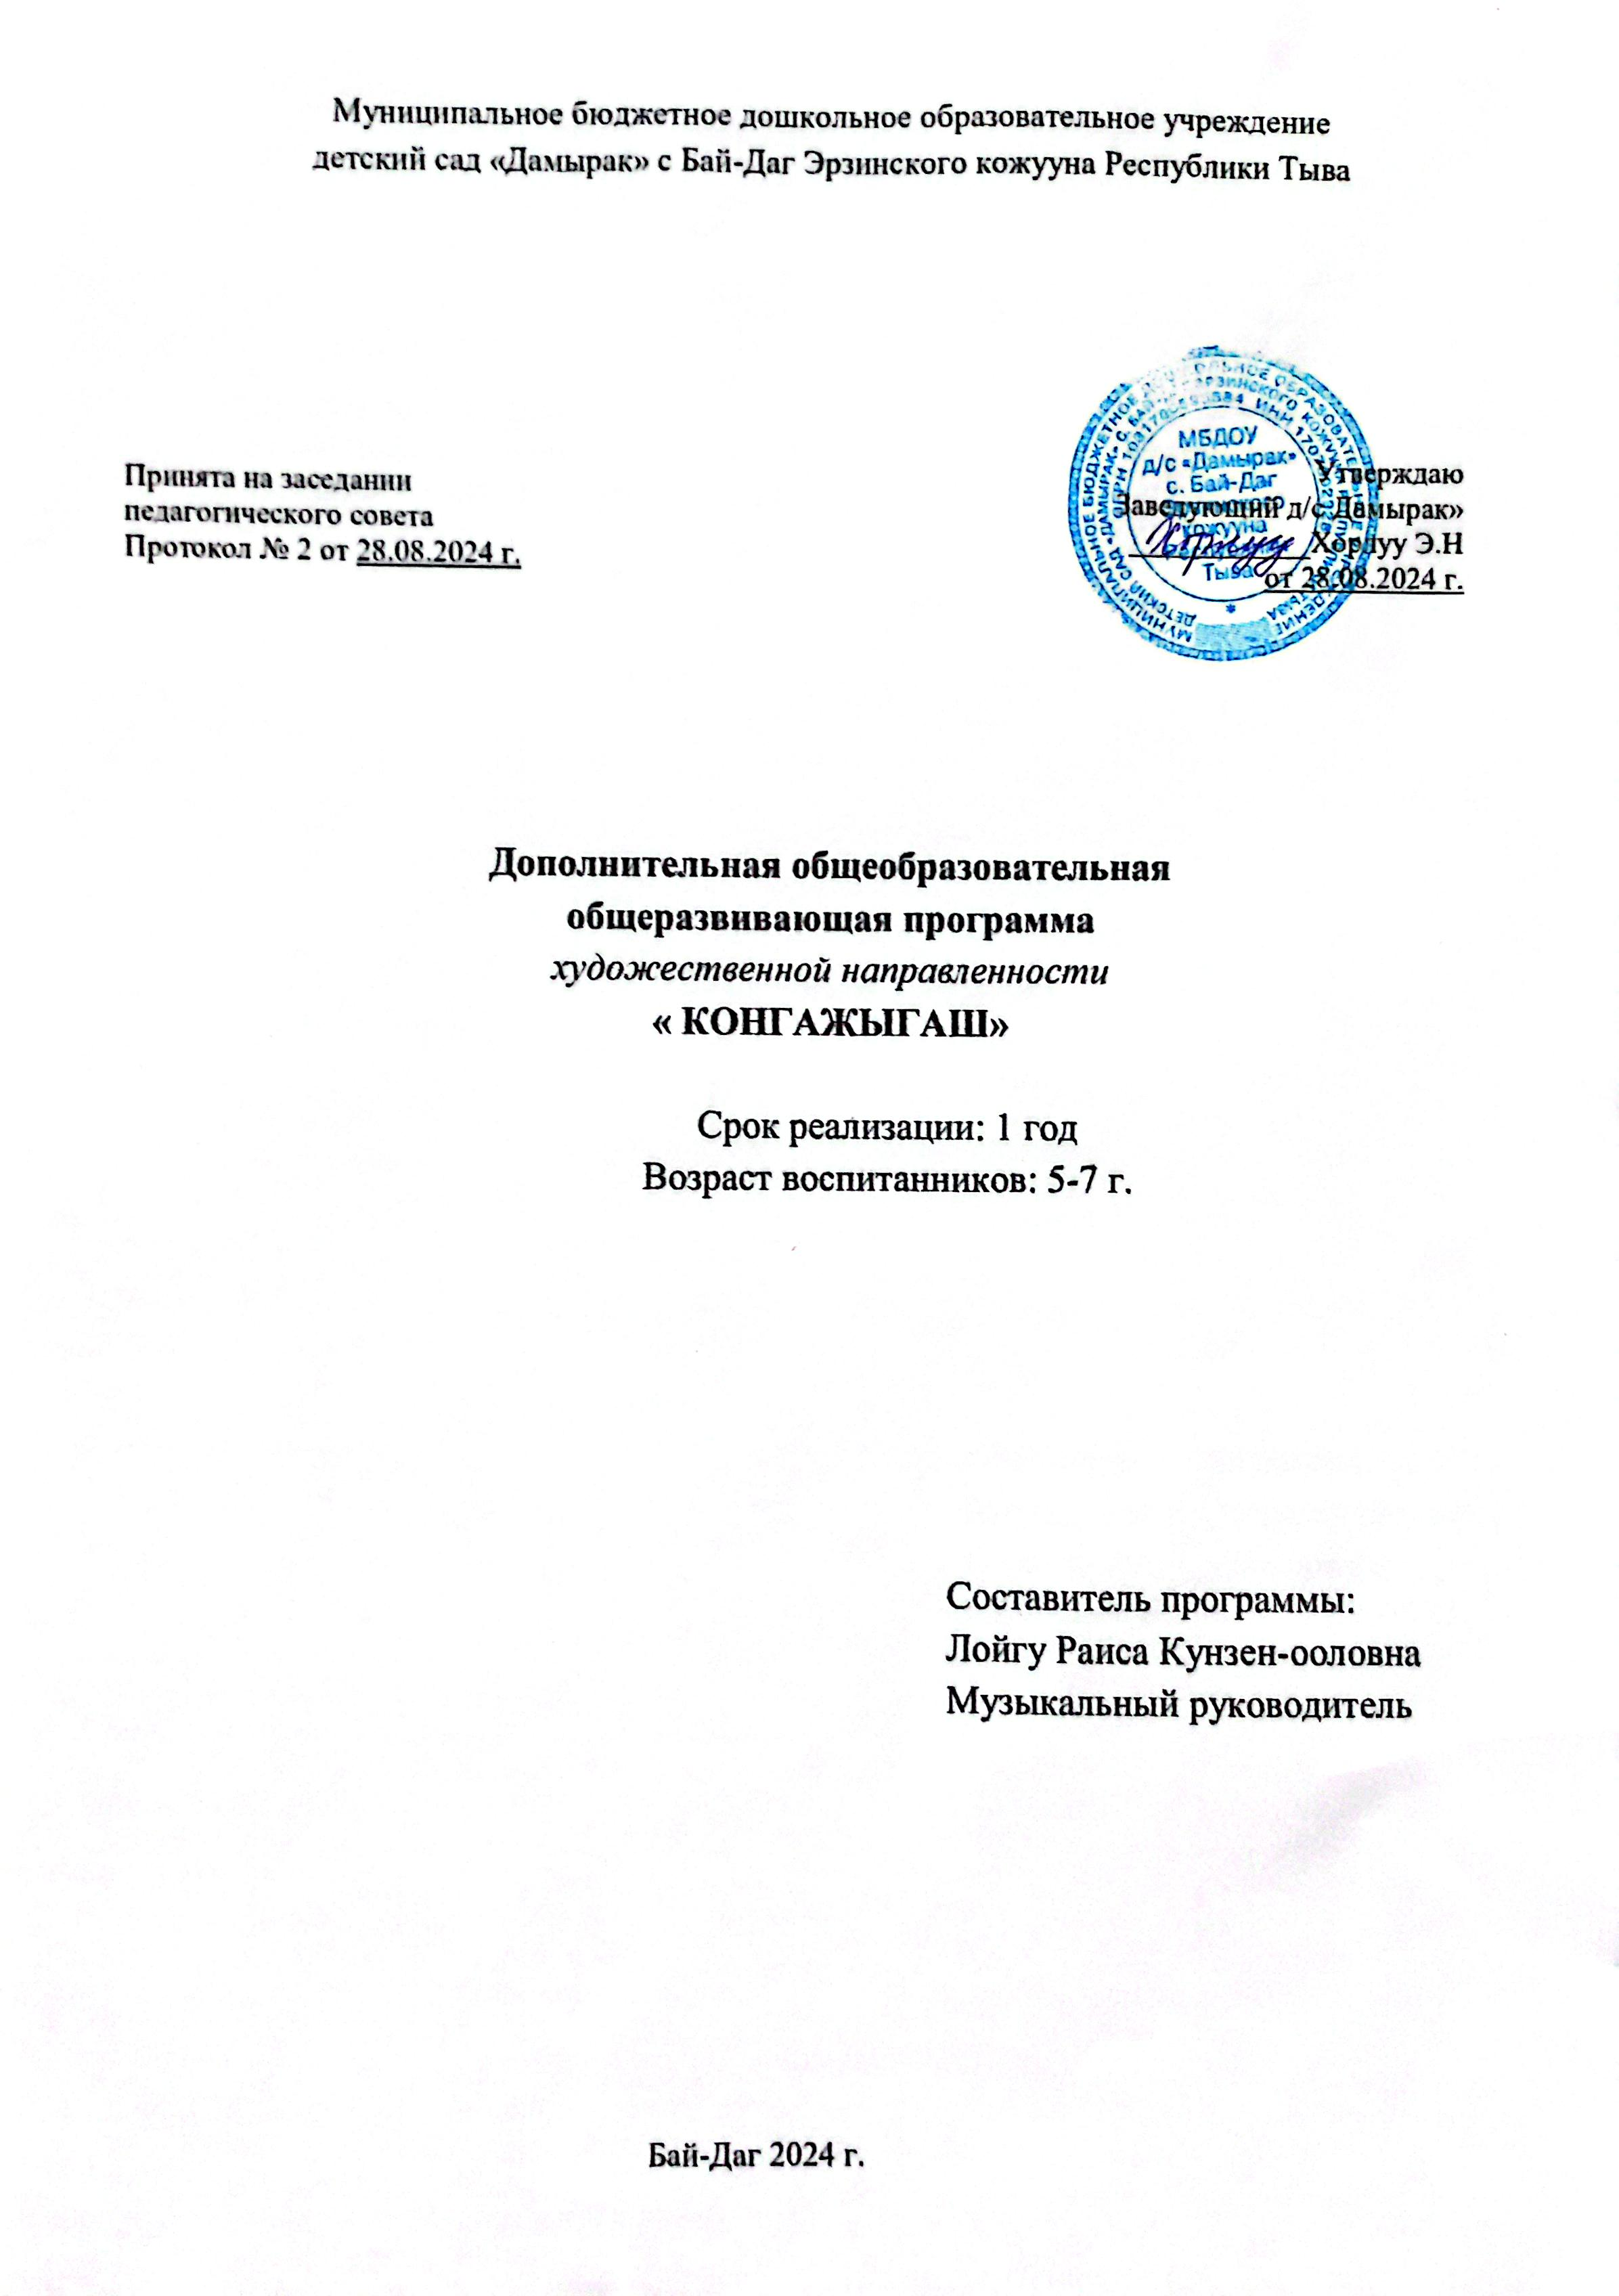 Муниципальное бюджетное дошкольное образовательное учреждение
детский сад «Дамырак» с Бай-Даг Эрзинского кожууна Республики Тыва
Принята на заседании
педагогического совета
Протокол № 2 от 28.08.2024 г.
Утверждаю
Заведующий д/с Дамырак»
Хорлуу Э.Н
от 28.08.2024 г.
МБДОУ
д/с «Дамырак»
с. Бай-Даг
кожууна
Тыва
Дополнительная общеобразовательная
общеразвивающая программа
художественной направленности
« КОНГАЖЫГАШ»
Срок реализации: 1 год
Возраст воспитанников: 5-7 г.
Составитель программы:
Лойгу Раиса Кунзен-ооловна
Музыкальный руководитель
Бай-Даг 2024 г.